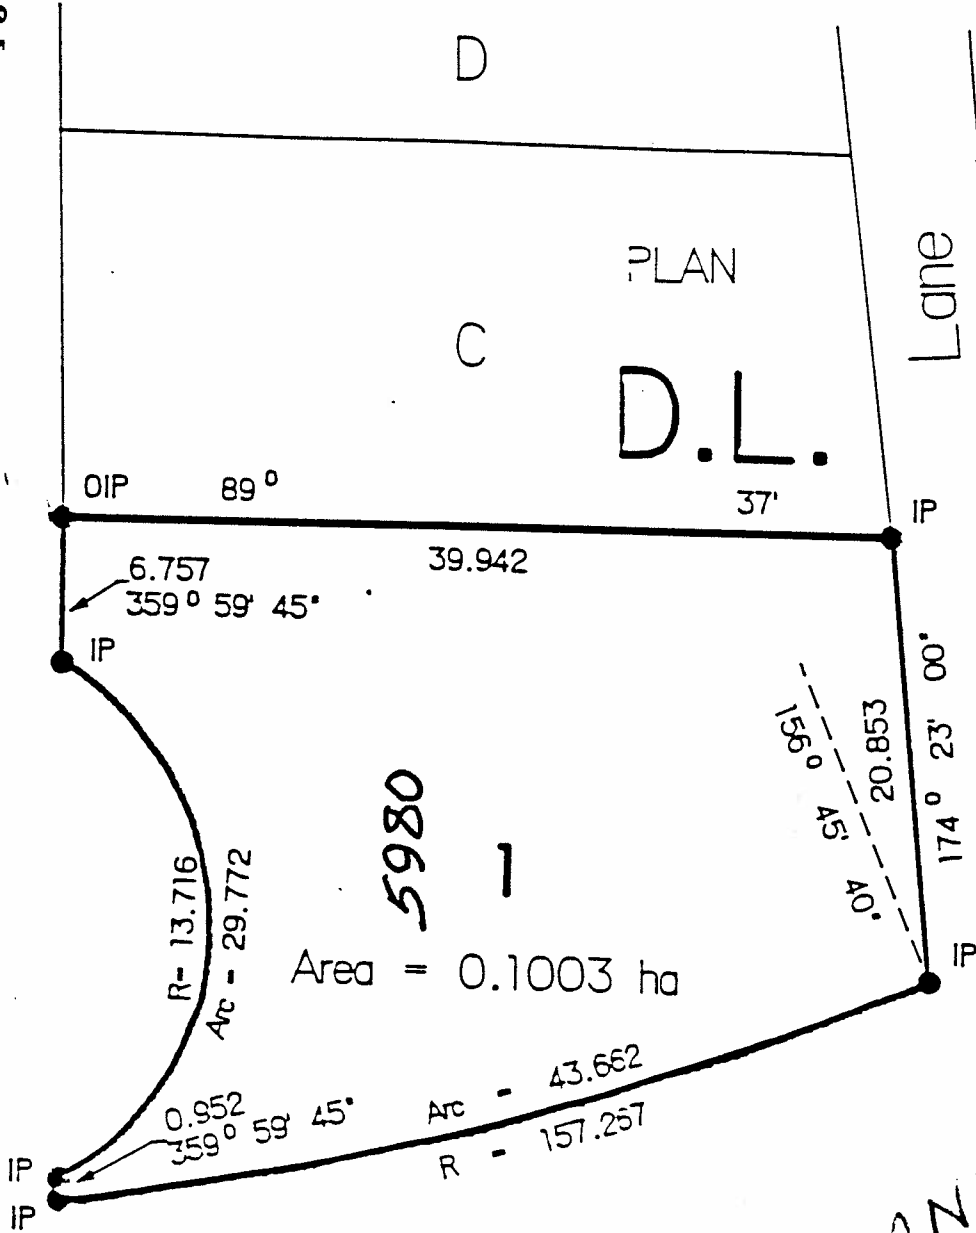 D
PLAN
Lane
C
D.L.
OIP
89°
37'
IP
39.942
6.757
359° 59' 45"
IP
156° 45' 40"
20.853
174° 23' 00"
5980
1
R- 13.716
Arc - 29.772
Area = 0.1003 ha
IP
Arc - 43.662
R - 157.267
0.952
359° 59' 45"
IP
IP